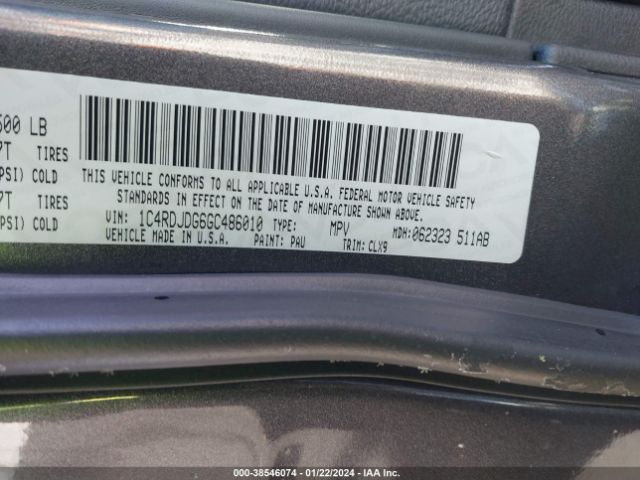 500 LB
7T TIRES
PSI) COLD
7T TIRES
PSI) COLD
THIS VEHICLE CONFORMS TO ALL APPLICABLE U.S.A. FEDERAL MOTOR VEHICLE SAFETY
STANDARDS IN EFFECT ON THE DATE OF MANUFACTURE SHOWN ABOVE.
VIN: 1C4RDJDG6GC486010 TYPE: MPV MDH: 062323 511AB
VEHICLE MADE IN U.S.A. PAINT: PAU TRIM: CLX9
000-38546074 - 01/22/2024 - IAA Inc.